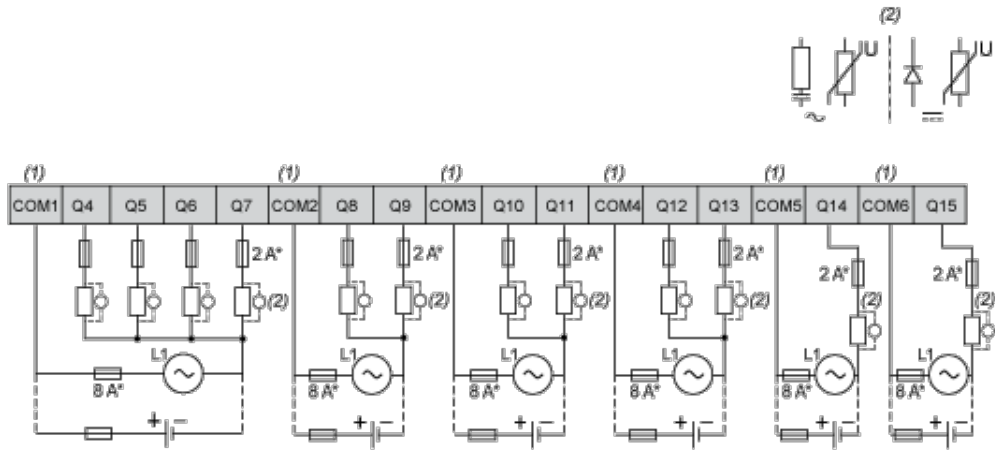 (2)
IU IU
(1) (1) (1) (1) (1) (1)
COM1 Q4 Q5 Q6 Q7 COM2 Q8 Q9 COM3 Q10 Q11 COM4 Q12 Q13 COM5 Q14 COM6 Q15
2 A* 2 A* 2 A* 2 A* 2 A* 2 A*
(2) (2) (2) (2) (2) (2)
L1 L1 L1 L1 L1 L1
8 A* 8 A* 8 A* 8 A* 8 A* 8 A*
+ − + − + − + − + − + −